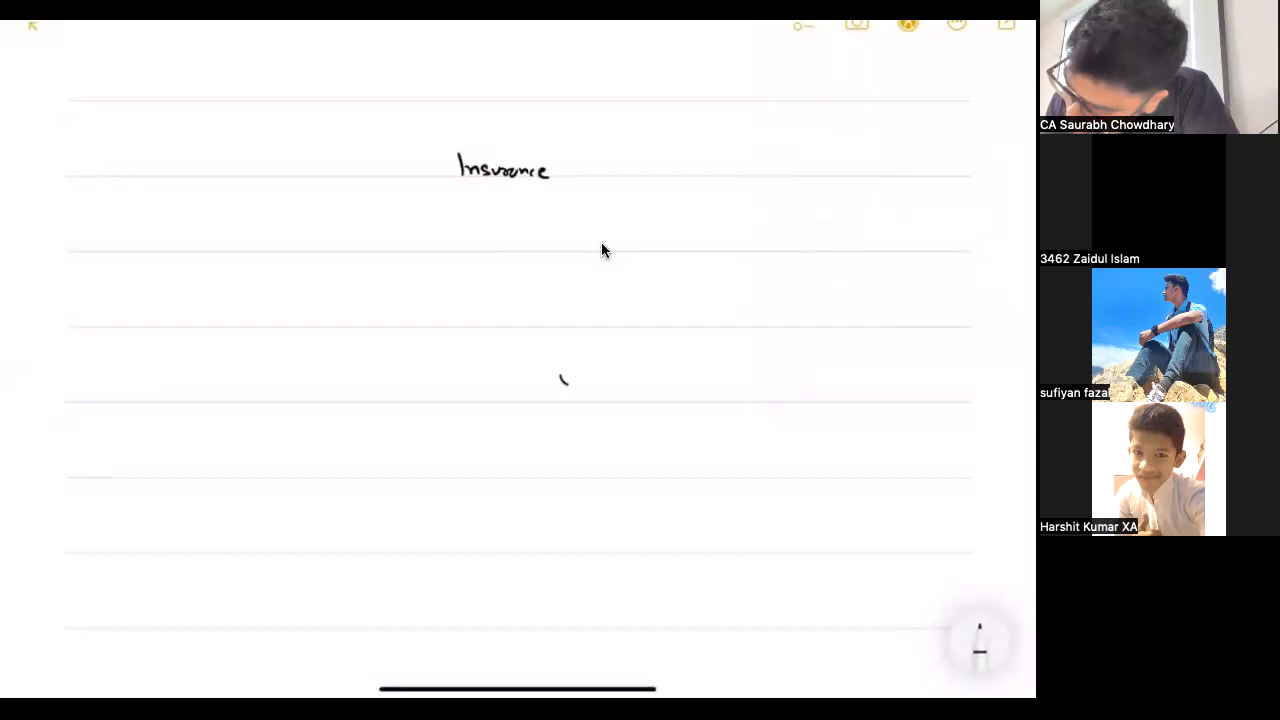 Insurance
CA Saurabh Chowdhary
3462 Zaidul Islam
sufiyan fazal
Harshit Kumar XA